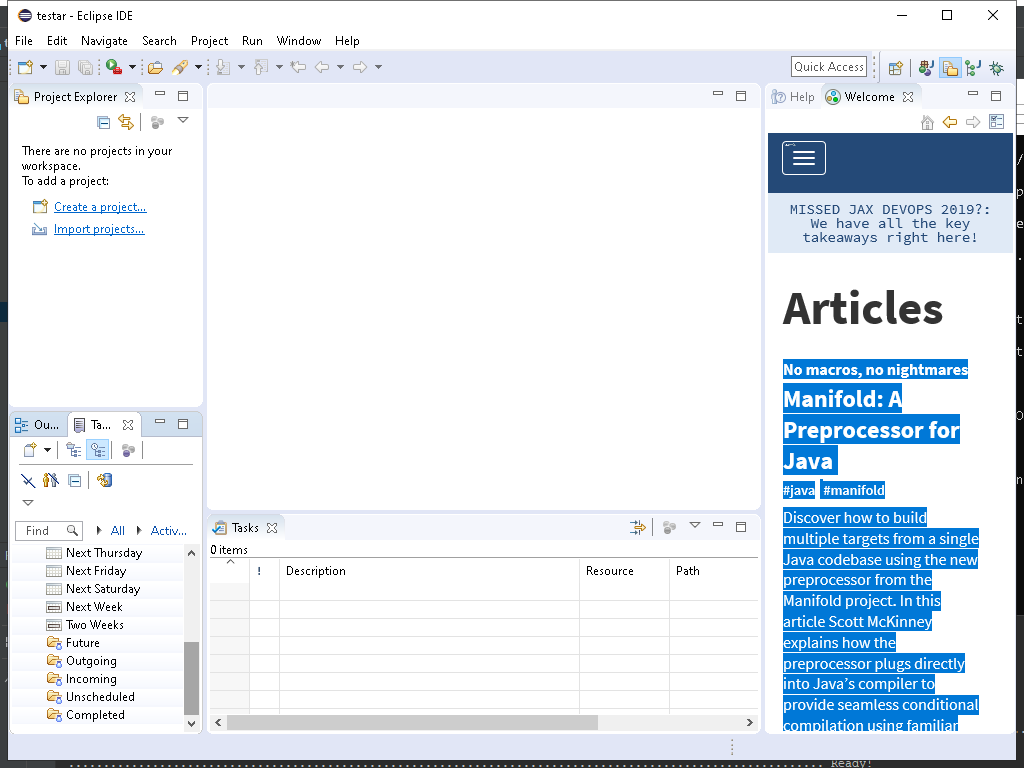 testar - Eclipse IDE
File Edit Navigate Search Project Run Window Help
Quick Access
Project Explorer
There are no projects in your
workspace.
To add a project:
Create a project...
Import projects...
Ou...
Ta...
Find
All
Activ...
Next Thursday
Next Friday
Next Saturday
Next Week
Two Weeks
Future
Outgoing
Incoming
Unscheduled
Completed
Tasks
0 items
! Description Resource Path
Help
Welcome
MISSED JAX DEVOPS 2019?:
We have all the key
takeaways right here!
Articles
No macros, no nightmares
Manifold: A
Preprocessor for
Java
#java #manifold
Discover how to build
multiple targets from a single
Java codebase using the new
preprocessor from the
Manifold project. In this
article Scott McKinney
explains how the
preprocessor plugs directly
into Java’s compiler to
provide seamless conditional
compilation using familiar
Ready!